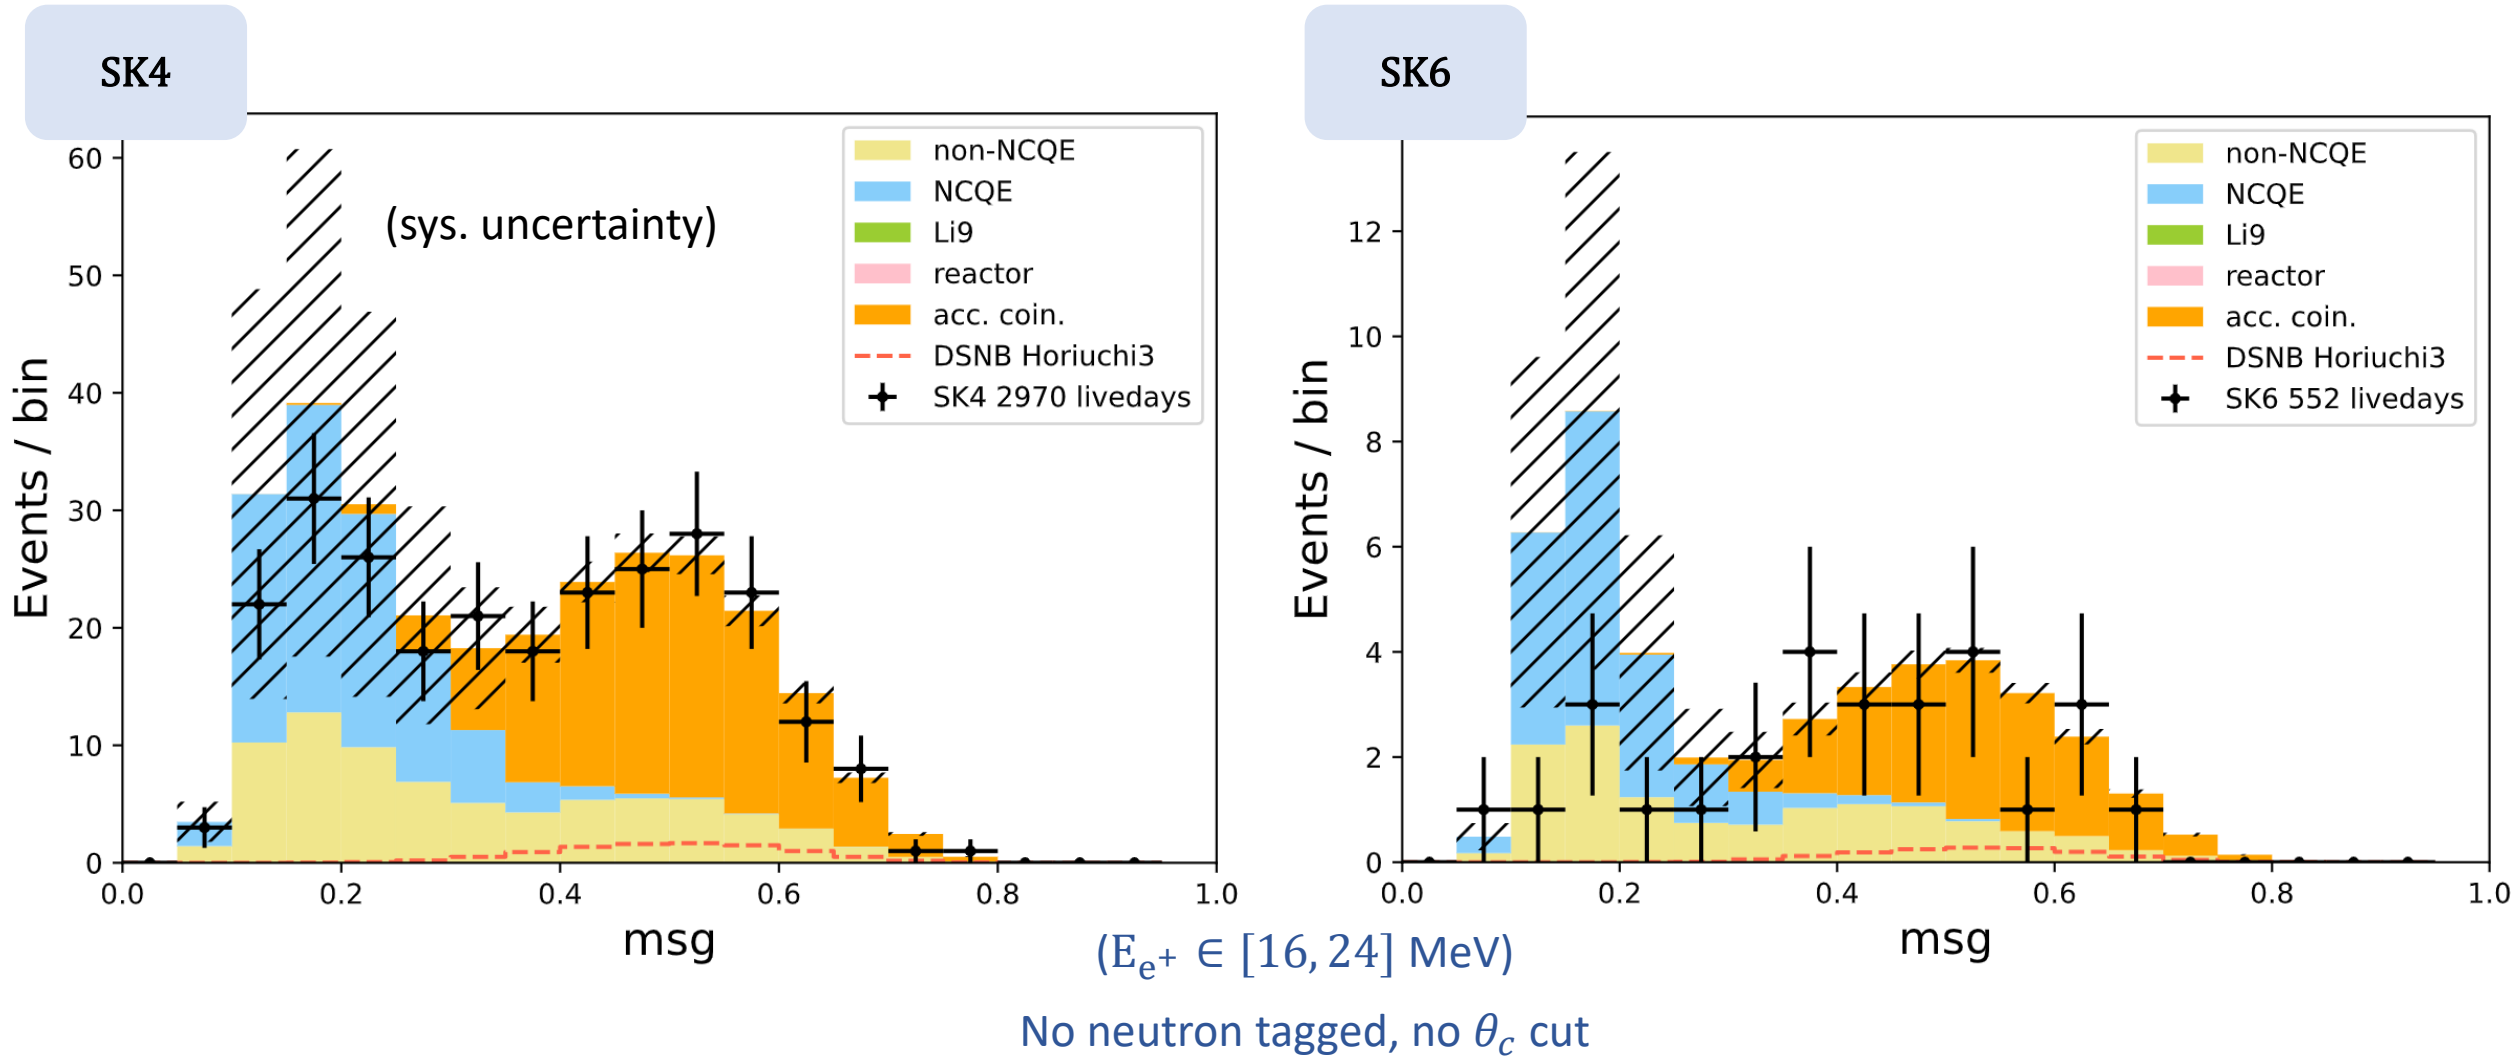 SK4
60
50
40
30
20
10
0
Events / bin
(sys. uncertainty)
non-NCQE
NCQE
Li9
reactor
acc. coin.
DSNB Horiuchi3
SK4 2970 livedays
0.0 0.2 0.4 0.6 0.8 1.0
msg
SK6
12
10
8
6
4
2
0
Events / bin
non-NCQE
NCQE
Li9
reactor
acc. coin.
DSNB Horiuchi3
SK6 552 livedays
0.0 0.2 0.4 0.6 0.8 1.0
msg
(E_{e^+} ∈ [16, 24] MeV)
No neutron tagged, no θ_c cut